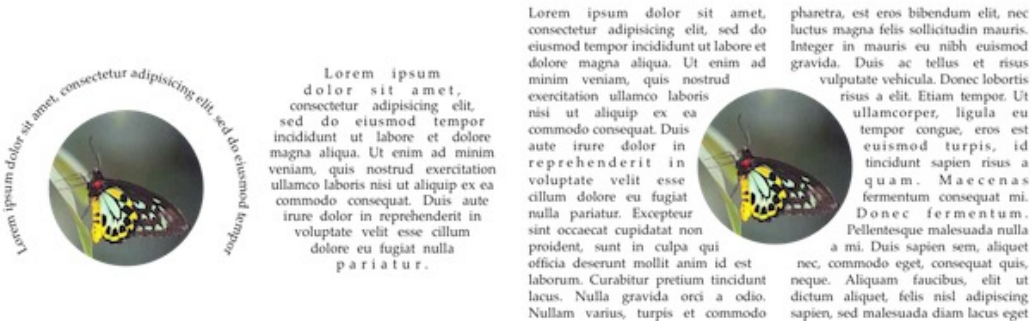 Lorem ipsum dolor sit amet, consectetur adipisicing elit, sed do eiusmod tempor
Lorem ipsum
dolor sit amet,
consectetur adipisicing elit,
sed do eiusmod tempor
incididunt ut labore et dolore
magna aliqua. Ut enim ad minim
veniam, quis nostrud exercitation
ullamco laboris nisi ut aliquip ex ea
commodo consequat. Duis aute
irure dolor in reprehenderit in
voluptate velit esse cillum
dolore eu fugiat nulla
pariatur.
Lorem ipsum dolor sit amet,
consectetur adipisicing elit, sed do
eiusmod tempor incididunt ut labore et
dolore magna aliqua. Ut enim ad
minim veniam, quis nostrud
exercitation ullamco laboris
nisi ut aliquip ex ea
commodo consequat. Duis
aute irure dolor in
reprehenderit in
voluptate velit esse
cillum dolore eu fugiat
nulla pariatur. Excepteur
sint occaecat cupidatat non
proident, sunt in culpa qui
officia deserunt mollit anim id est
laborum. Curabitur pretium tincidunt
lacus. Nulla gravida orci a odio.
Nullam varius, turpis et commodo
pharetra, est eros bibendum elit, nec
luctus magna felis sollicitudin mauris.
Integer in mauris eu nibh euismod
gravida. Duis ac tellus et risus
vulputate vehicula. Donec lobortis
risus a elit. Etiam tempor. Ut
ullamcorper, ligula eu
tempor congue, eros est
euismod turpis, id
tincidunt sapien risus a
quam. Maecenas
fermentum consequat mi.
Donec fermentum.
Pellentesque malesuada nulla
a mi. Duis sapien sem, aliquet
nec, commodo eget, consequat quis,
neque. Aliquam faucibus, elit ut
dictum aliquet, felis nisl adipiscing
sapien, sed malesuada diam lacus eget